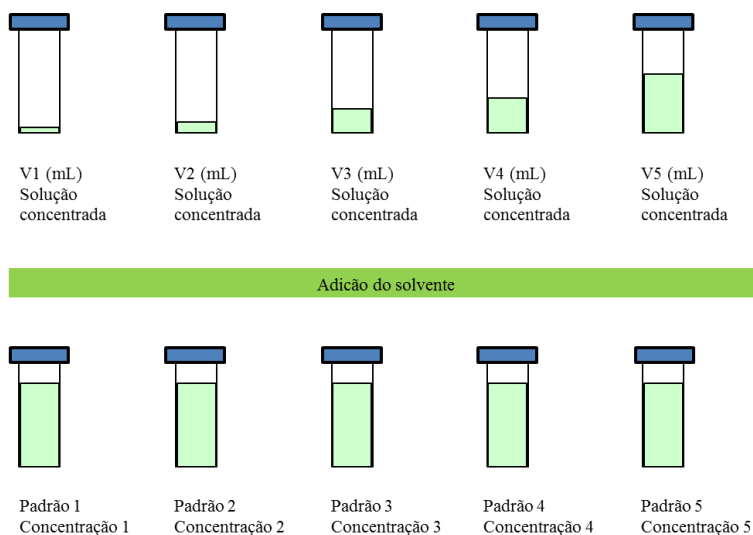 V1 (mL)
Solução
concentrada
V2 (mL)
Solução
concentrada
V3 (mL)
Solução
concentrada
V4 (mL)
Solução
concentrada
V5 (mL)
Solução
concentrada
Adicão do solvente
Padrão 1
Concentração 1
Padrão 2
Concentração 2
Padrão 3
Concentração 3
Padrão 4
Concentração 4
Padrão 5
Concentração 5